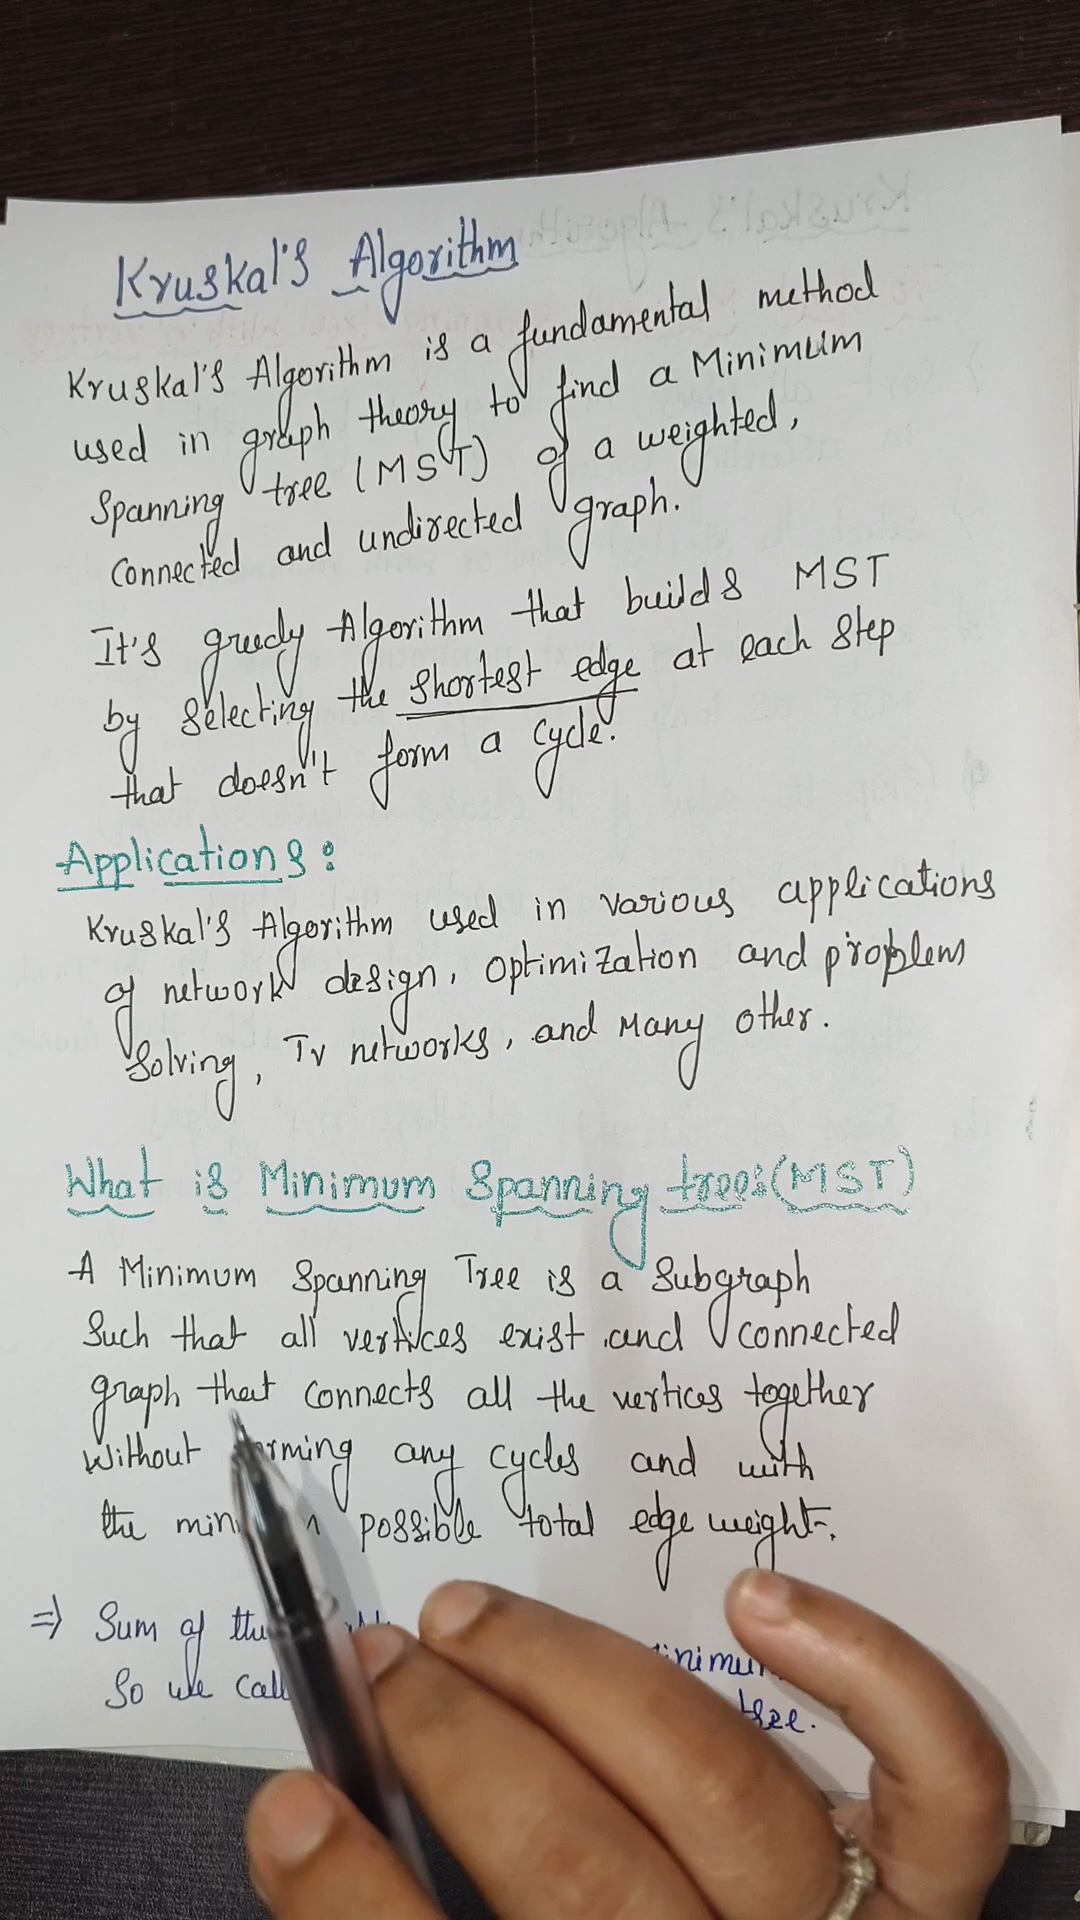 Kruskal's Algorithm
Kruskal's Algorithm is a fundamental method
used in graph theory to find a Minimum
Spanning tree (MST) of a weighted,
connected and undirected graph.
It's greedy Algorithm that builds MST
by selecting the shortest edge at each step
that doesn't form a cycle.
Applications:
Kruskal's Algorithm used in various applications
of network design, optimization and problem
solving, Tv networks, and many other.
What is Minimum Spanning trees(MST)
A Minimum Spanning Tree is a Subgraph
such that all vertices exist and connected
graph that connects all the vertices together
without any cycles and with
the possible total edge weight.
⇒ Sum of the
So we call tree.